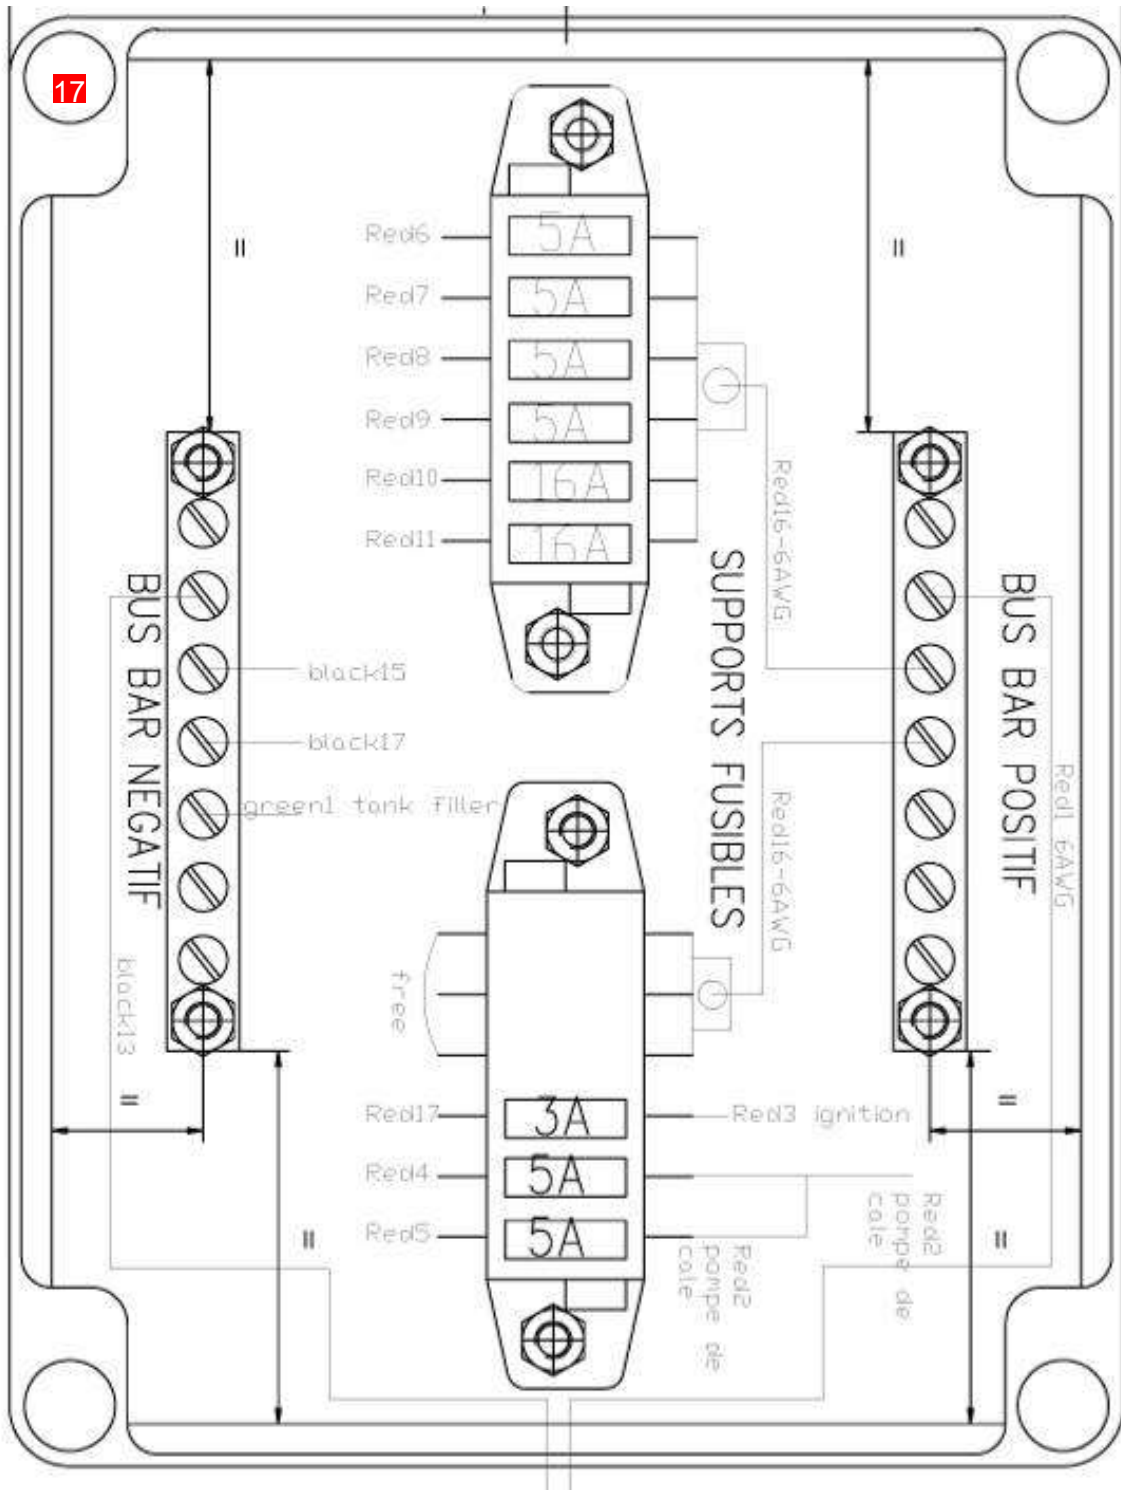 17
Red6
5A
Red7
5A
Red8
5A
Red9
5A
Red10
16A
Red11
16A
Red16-6AWG
SUPPORTS FUSIBLES
BUS BAR NEGATIF
BUS BAR POSITIF
black15
black17
green1 tank filler
Red16-6AWG
Red1 6AWG
black13
free
Red17
3A
Red3 ignition
Red4
5A
Red5
5A
Red2
pompe de
cale
Red2
pompe de
cale